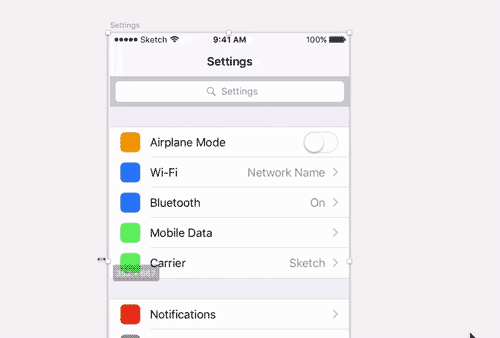 Settings
Sketch 9:41 AM 100%
Settings
Settings
Airplane Mode
Wi-Fi Network Name
Bluetooth On
Mobile Data
Carrier Sketch
Notifications